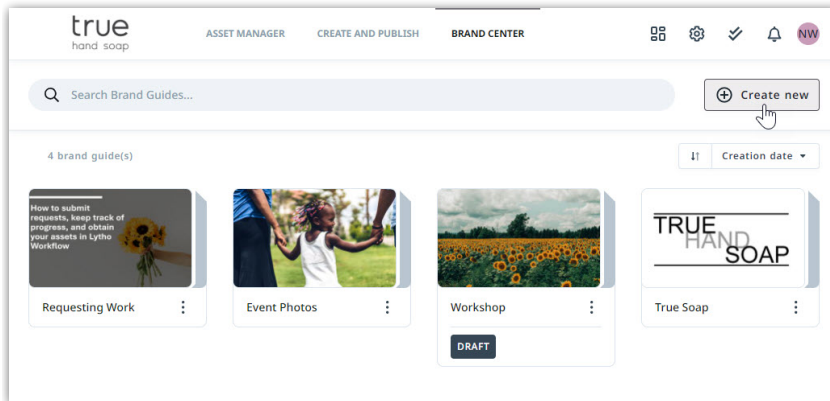 true
hand soap
ASSET MANAGER
CREATE AND PUBLISH
BRAND CENTER
NW
Search Brand Guides...
Create new
4 brand guide(s)
Creation date
How to submit
requests, keep track of
progress, and obtain
your assets in Lytho
Workflow
TRUE
HAND
SOAP
Requesting Work
Event Photos
Workshop
True Soap
DRAFT